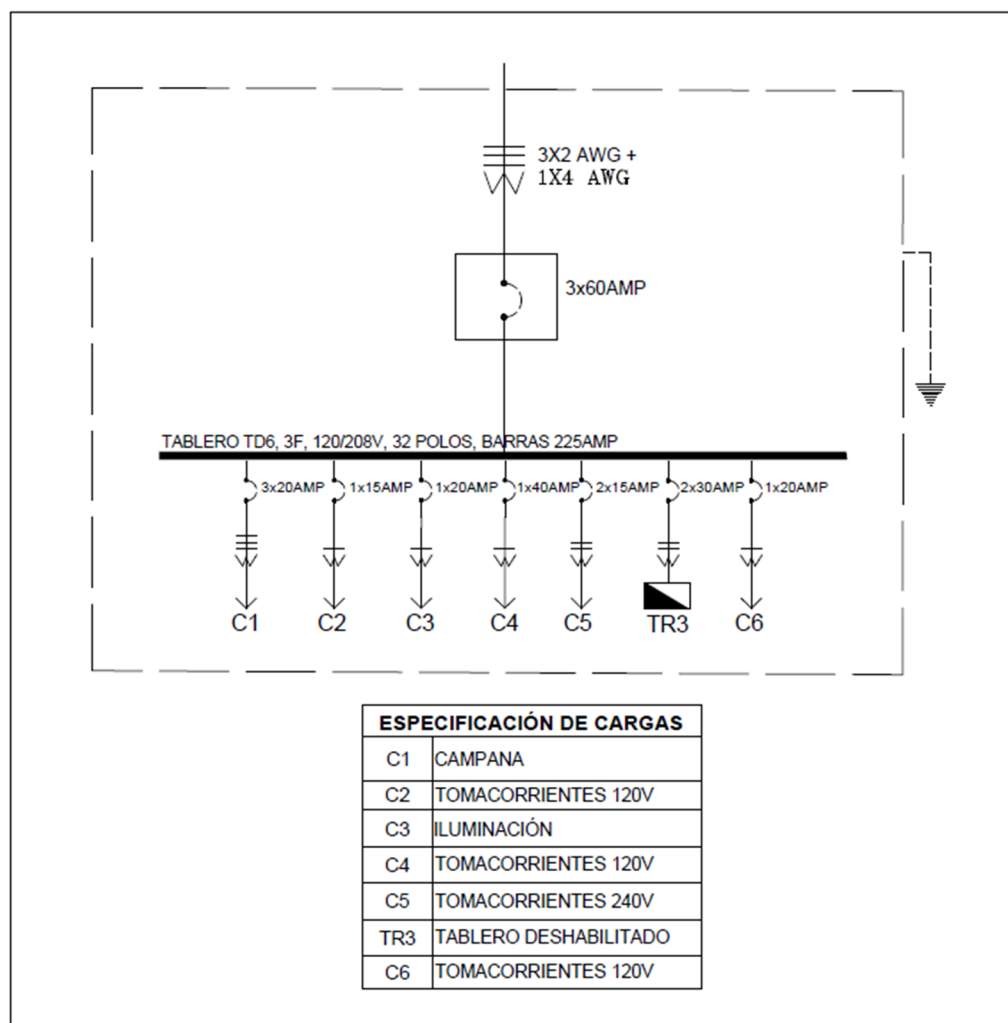 3X2 AWG +
1X4 AWG
3x60AMP
TABLERO TD6, 3F, 120/208V, 32 POLOS, BARRAS 225AMP
3x20AMP 1x15AMP 1x20AMP 1x40AMP 2x15AMP 2x30AMP 1x20AMP
C1 C2 C3 C4 C5 TR3 C6
ESPECIFICACIÓN DE CARGAS
C1 CAMPANA
C2 TOMACORRIENTES 120V
C3 ILUMINACIÓN
C4 TOMACORRIENTES 120V
C5 TOMACORRIENTES 240V
TR3 TABLERO DESHABILITADO
C6 TOMACORRIENTES 120V